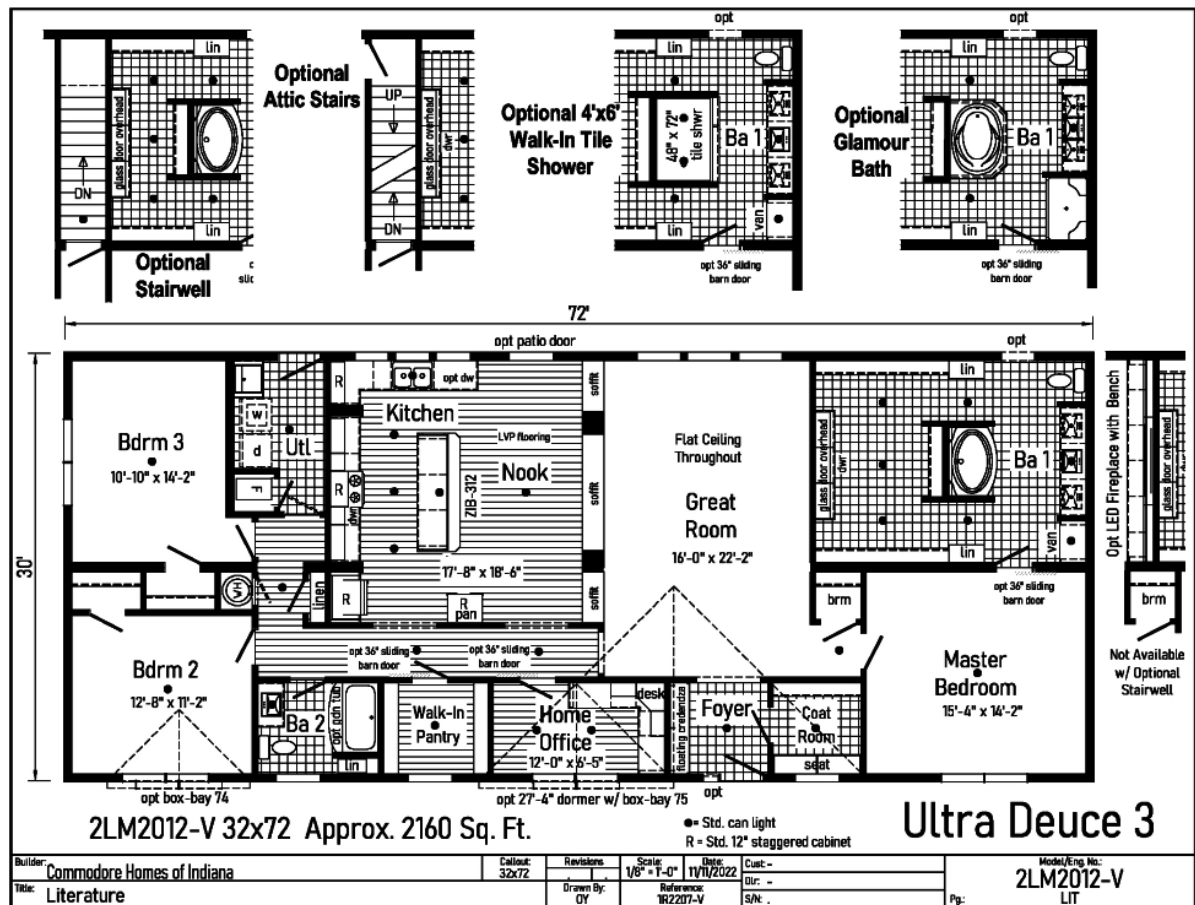 opt
opt
lin
lin
lin
Optional
Attic Stairs
UP
glass door overhead
glass door overhead
dwr
DN
DN
lin
Optional
Stairwell
Optional 4'x6'
Walk-In Tile
Shower
48" x 72"
tile shwr
Ba 1
van
lin
opt 36" sliding
barn door
Optional
Glamour
Bath
Ba 1
lin
opt 36" sliding
barn door
72'
30'
opt patio door
opt
Bdrm 3
10'-10" x 14'-2"
w
d
Utl
F
WH
R
opt dw
Kitchen
LVP flooring
Nook
ZIB-312
R
dwr
17'-8" x 18'-6"
R
R
pan
linen
soffit
soffit
soffit
Flat Ceiling
Throughout
Great
Room
16'-0" x 22'-2"
lin
glass door overhead
dwr
Ba 1
lin
van
opt 36" sliding
barn door
brm
Opt LED Fireplace with Bench
glass door overhead
brm
Not Available
w/ Optional
Stairwell
Bdrm 2
12'-8" x 11'-2"
opt 36" sliding
barn door
opt 36" sliding
barn door
Ba 2
opt gdn tub
lin
Walk-In
Pantry
Home
Office
12'-0" x 6'-5"
desk
floating credendza
Foyer
Coat
Room
seat
Master
Bedroom
15'-4" x 14'-2"
opt box-bay 74
opt 27'-4" dormer w/ box-bay 75
opt
2LM2012-V 32x72 Approx. 2160 Sq. Ft.
●= Std. can light
R = Std. 12" staggered cabinet
Ultra Deuce 3
Builder: Commodore Homes of Indiana
Callout:
32x72
Revisions
Scale:
1/8" = 1'-0"
Date:
11/11/2022
Cust: -
Model/Eng. No.:
2LM2012-V
Title: Literature
Drawn By:
OY
Reference:
1R2207-V
Dlr: -
S/N: .
Pg.: LIT